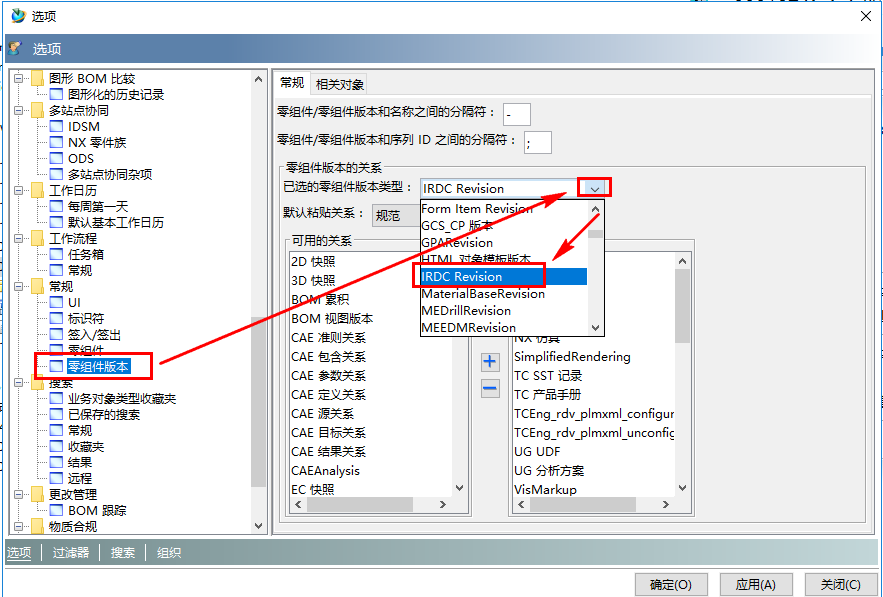 选项
选项
图形 BOM 比较
图形化的历史记录
多站点协同
IDSM
NX 零件族
ODS
多站点协同杂项
工作日历
每周第一天
默认基本工作日历
工作流程
任务箱
常规
常规
UI
标识符
签入/签出
零组件
零组件版本
搜索
业务对象类型收藏夹
已保存的搜索
常规
收藏夹
结果
远程
更改管理
BOM 跟踪
物质合规
常规 相关对象
零组件/零组件版本和名称之间的分隔符： -
零组件/零组件版本和序列 ID 之间的分隔符： ;
零组件版本的关系
已选的零组件版本类型： IRDC Revision
默认粘贴关系： 规范
Form Item Revision
GCS_CP 版本
GPARevision
HTML 对象模板版本
IRDC Revision
MaterialBaseRevision
MEDrillRevision
MEEDMRevision
可用的关系
2D 快照
3D 快照
BOM 累积
BOM 视图版本
CAE 准则关系
CAE 包含关系
CAE 参数关系
CAE 定义关系
CAE 源关系
CAE 目标关系
CAE 结果关系
CAEAnalysis
EC 快照
NX 仿真
SimplifiedRendering
TC SST 记录
TC 产品手册
TCEng_rdv_plmxml_configur
TCEng_rdv_plmxml_unconfig
UG UDF
UG 分析方案
VisMarkup
选项 过滤器 搜索 组织
确定(O) 应用(A) 关闭(C)